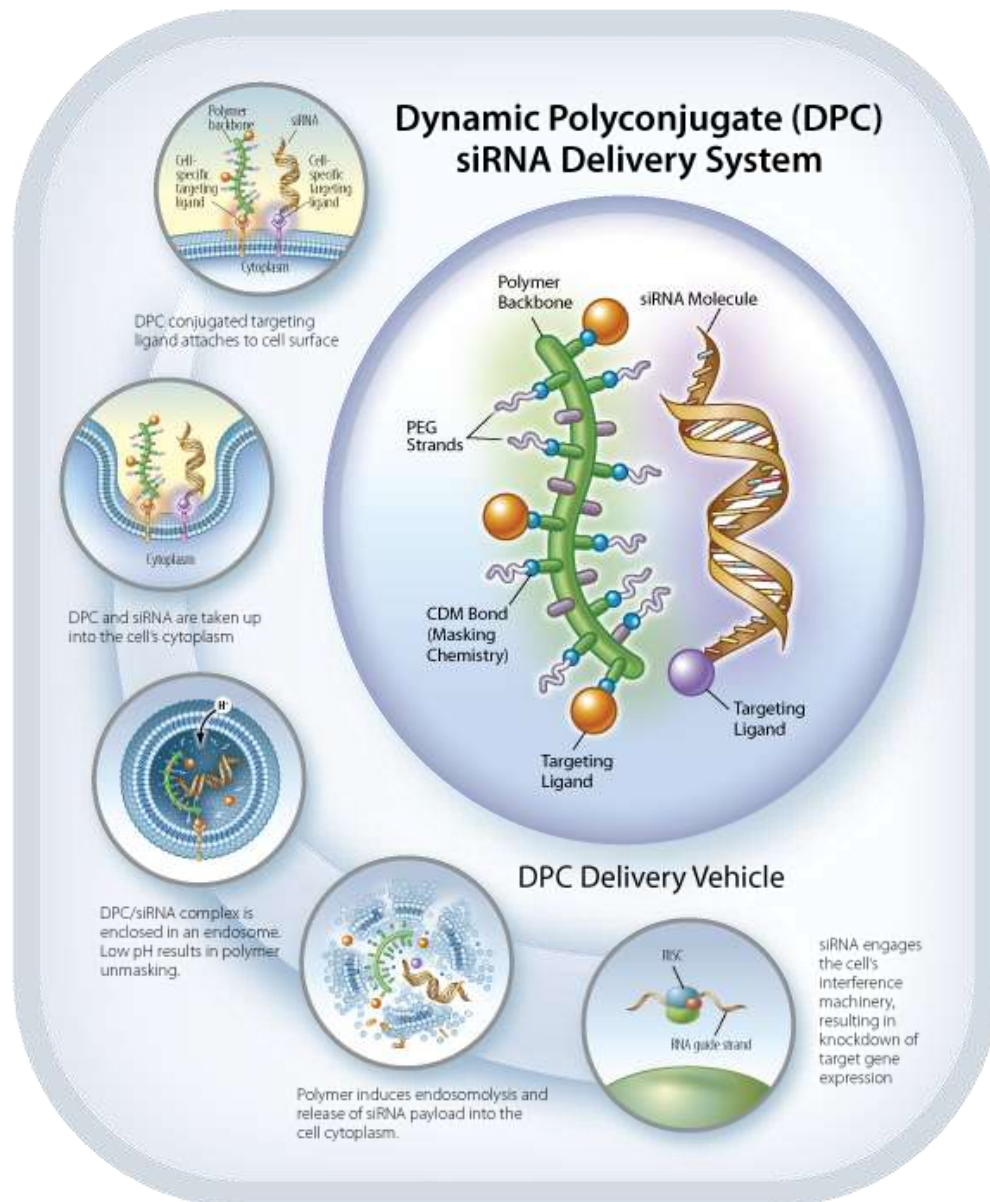 Dynamic Polyconjugate (DPC)
siRNA Delivery System
Polymer
backbone
siRNA
Cell-
specific
targeting
ligand
Cell-
specific
targeting
ligand
Cytoplasm
DPC conjugated targeting
ligand attaches to cell surface
Cytoplasm
DPC and siRNA are taken up
into the cell's cytoplasm
H+
DPC/siRNA complex is
enclosed in an endosome.
Low pH results in polymer
unmasking.
Polymer induces endosomolysis and
release of siRNA payload into the
cell cytoplasm.
RISC
RNA guide strand
siRNA engages
the cell's
interference
machinery,
resulting in
knockdown of
target gene
expression
Polymer
Backbone
siRNA Molecule
PEG
Strands
CDM Bond
(Masking
Chemistry)
Targeting
Ligand
Targeting
Ligand
DPC Delivery Vehicle